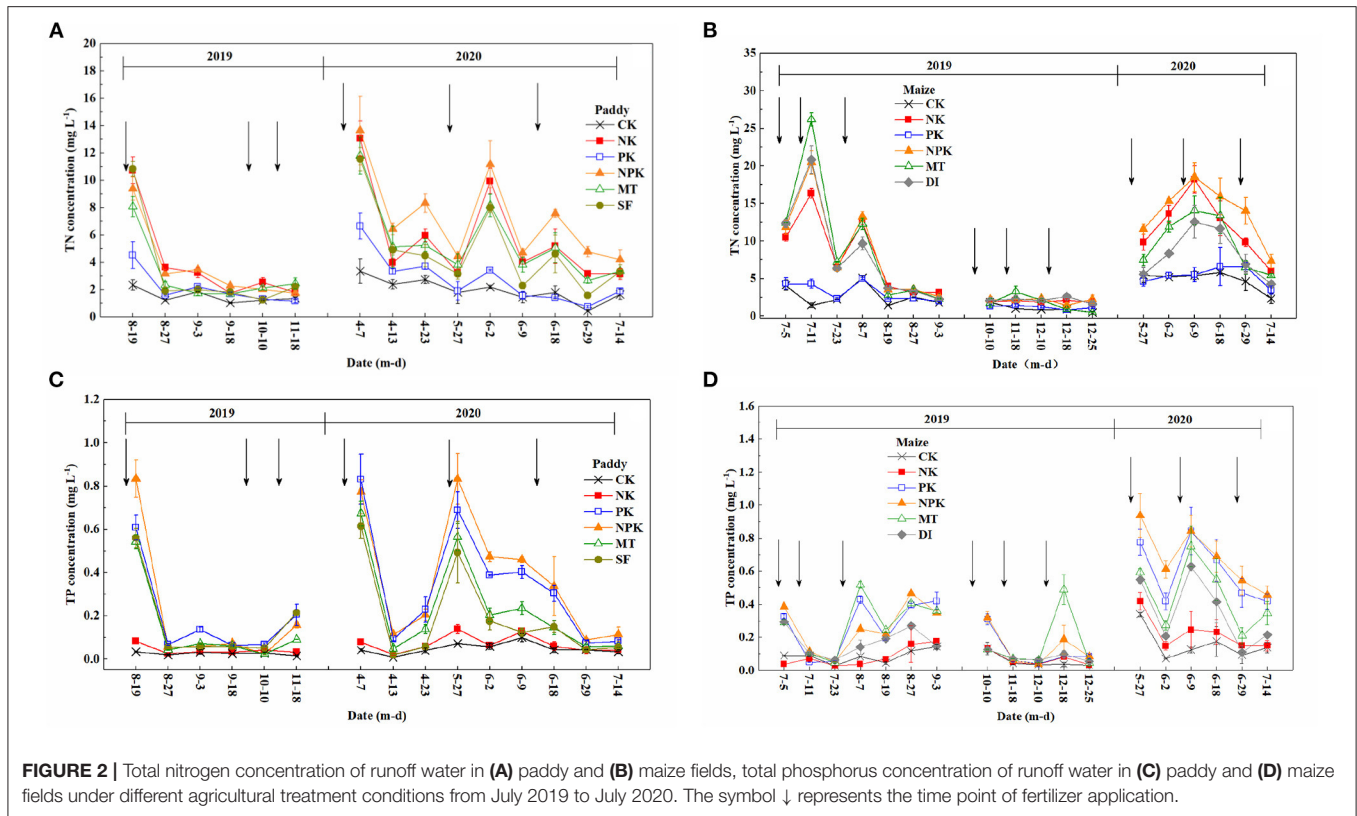 A
2019
2020
TN concentration (mg L-1)
20
18
16
14
12
10
8
6
4
2
0
Paddy
CK
NK
PK
NPK
MT
SF
8-19
8-27
9-3
9-18
10-10
11-18
4-7
4-13
4-23
5-27
6-2
6-9
6-18
6-29
7-14
Date (m-d)
B
2019
2020
TN concentration (mg L-1)
35
30
25
20
15
10
5
0
Maize
CK
NK
PK
NPK
MT
DI
7-5
7-11
7-23
8-7
8-19
8-27
9-3
10-10
11-18
12-10
12-18
12-25
5-27
6-2
6-9
6-18
6-29
7-14
Date (m-d)
C
2019
2020
TP concentration (mg L-1)
1.2
1.0
0.8
0.6
0.4
0.2
0.0
Paddy
CK
NK
PK
NPK
MT
SF
8-19
8-27
9-3
9-18
10-10
11-18
4-7
4-13
4-23
5-27
6-2
6-9
6-18
6-29
7-14
Date (m-d)
D
2019
2020
TP concentration (mg L-1)
1.6
1.4
1.2
1.0
0.8
0.6
0.4
0.2
0.0
Maize
CK
NK
PK
NPK
MT
DI
7-5
7-11
7-23
8-7
8-19
8-27
9-3
10-10
11-18
12-10
12-18
12-25
5-27
6-2
6-9
6-18
6-29
7-14
Date (m-d)
FIGURE 2 | Total nitrogen concentration of runoff water in (A) paddy and (B) maize fields, total phosphorus concentration of runoff water in (C) paddy and (D) maize
fields under different agricultural treatment conditions from July 2019 to July 2020. The symbol ↓ represents the time point of fertilizer application.